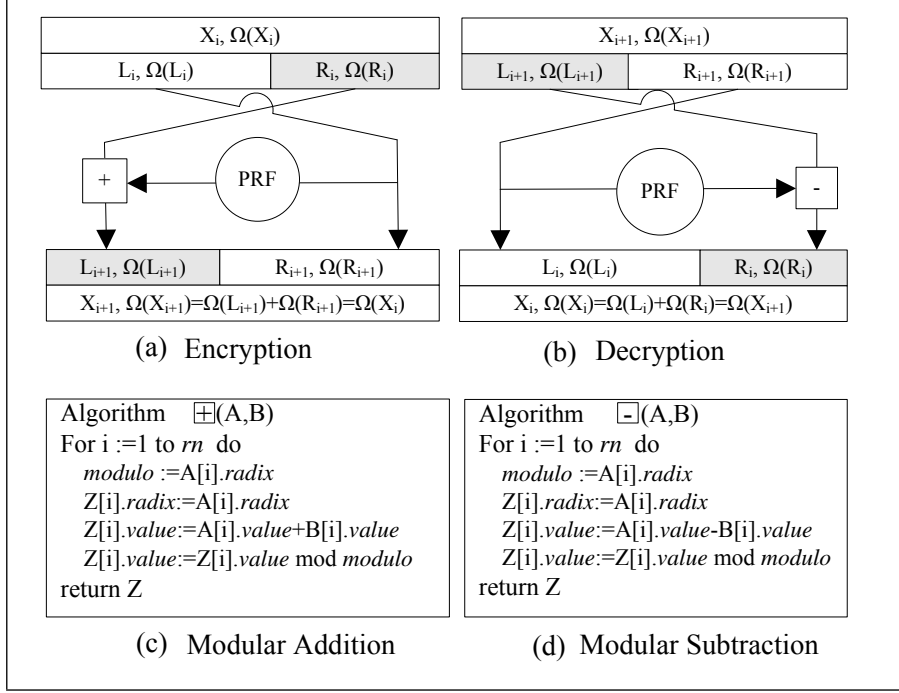 Xᵢ, Ω(Xᵢ)
Lᵢ, Ω(Lᵢ)
Rᵢ, Ω(Rᵢ)
+
PRF
Lᵢ₊₁, Ω(Lᵢ₊₁)
Rᵢ₊₁, Ω(Rᵢ₊₁)
Xᵢ₊₁, Ω(Xᵢ₊₁)=Ω(Lᵢ₊₁)+Ω(Rᵢ₊₁)=Ω(Xᵢ)
(a) Encryption
Xᵢ₊₁, Ω(Xᵢ₊₁)
Lᵢ₊₁, Ω(Lᵢ₊₁)
Rᵢ₊₁, Ω(Rᵢ₊₁)
PRF
-
Lᵢ, Ω(Lᵢ)
Rᵢ, Ω(Rᵢ)
Xᵢ, Ω(Xᵢ)=Ω(Lᵢ)+Ω(Rᵢ)=Ω(Xᵢ₊₁)
(b) Decryption
Algorithm ⊞(A,B)
For i :=1 to rn do
modulo :=A[i].radix
Z[i].radix:=A[i].radix
Z[i].value:=A[i].value+B[i].value
Z[i].value:=Z[i].value mod modulo
return Z
(c) Modular Addition
Algorithm ⊟(A,B)
For i :=1 to rn do
modulo :=A[i].radix
Z[i].radix:=A[i].radix
Z[i].value:=A[i].value-B[i].value
Z[i].value:=Z[i].value mod modulo
return Z
(d) Modular Subtraction